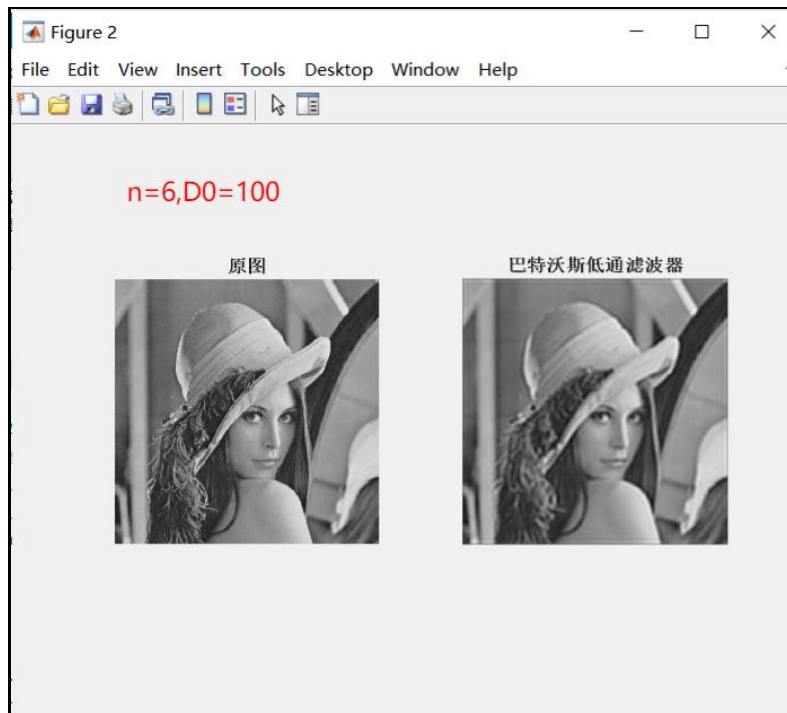 Figure 2
File Edit View Insert Tools Desktop Window Help
n=6,D0=100
原图
巴特沃斯低通滤波器